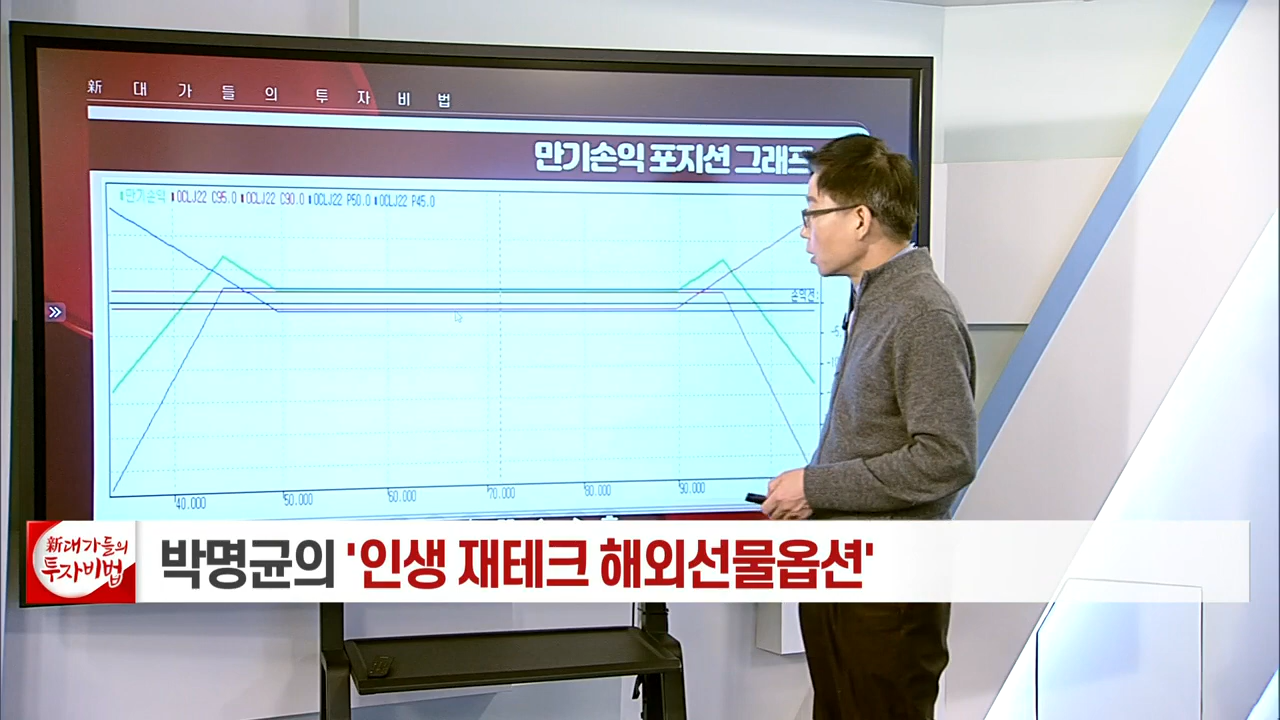 新 대 가 들 의 투 자 비 법
만기손익 포지션 그래프
만기손익 OCLJ22 C95.0 OCLJ22 C90.0 OCLJ22 P50.0 OCLJ22 P45.0
손익선:
-5
-10
40.000 50.000 60.000 70.000 80.000 90.000
新대가들의
투자비법
박명균의 '인생 재테크 해외선물옵션'